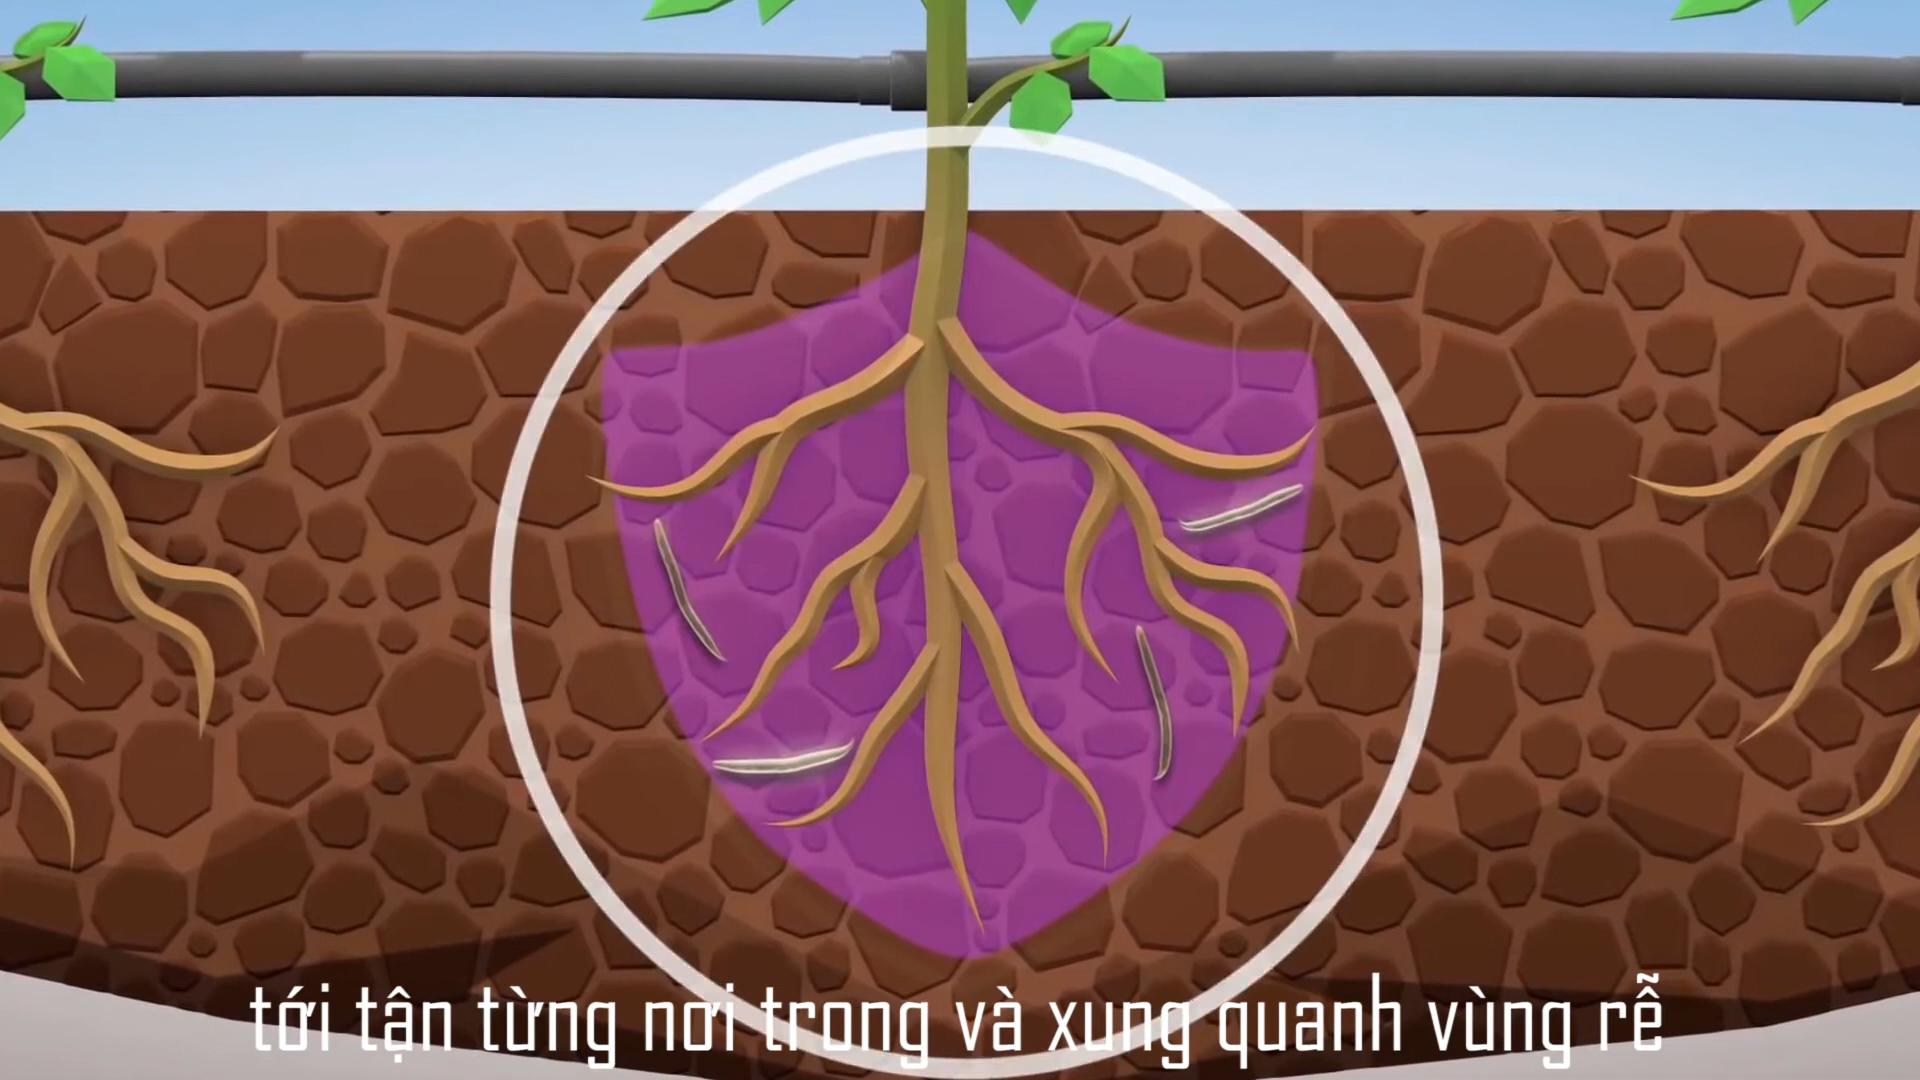 tới tận từng nơi trong và xung quanh vùng rễ